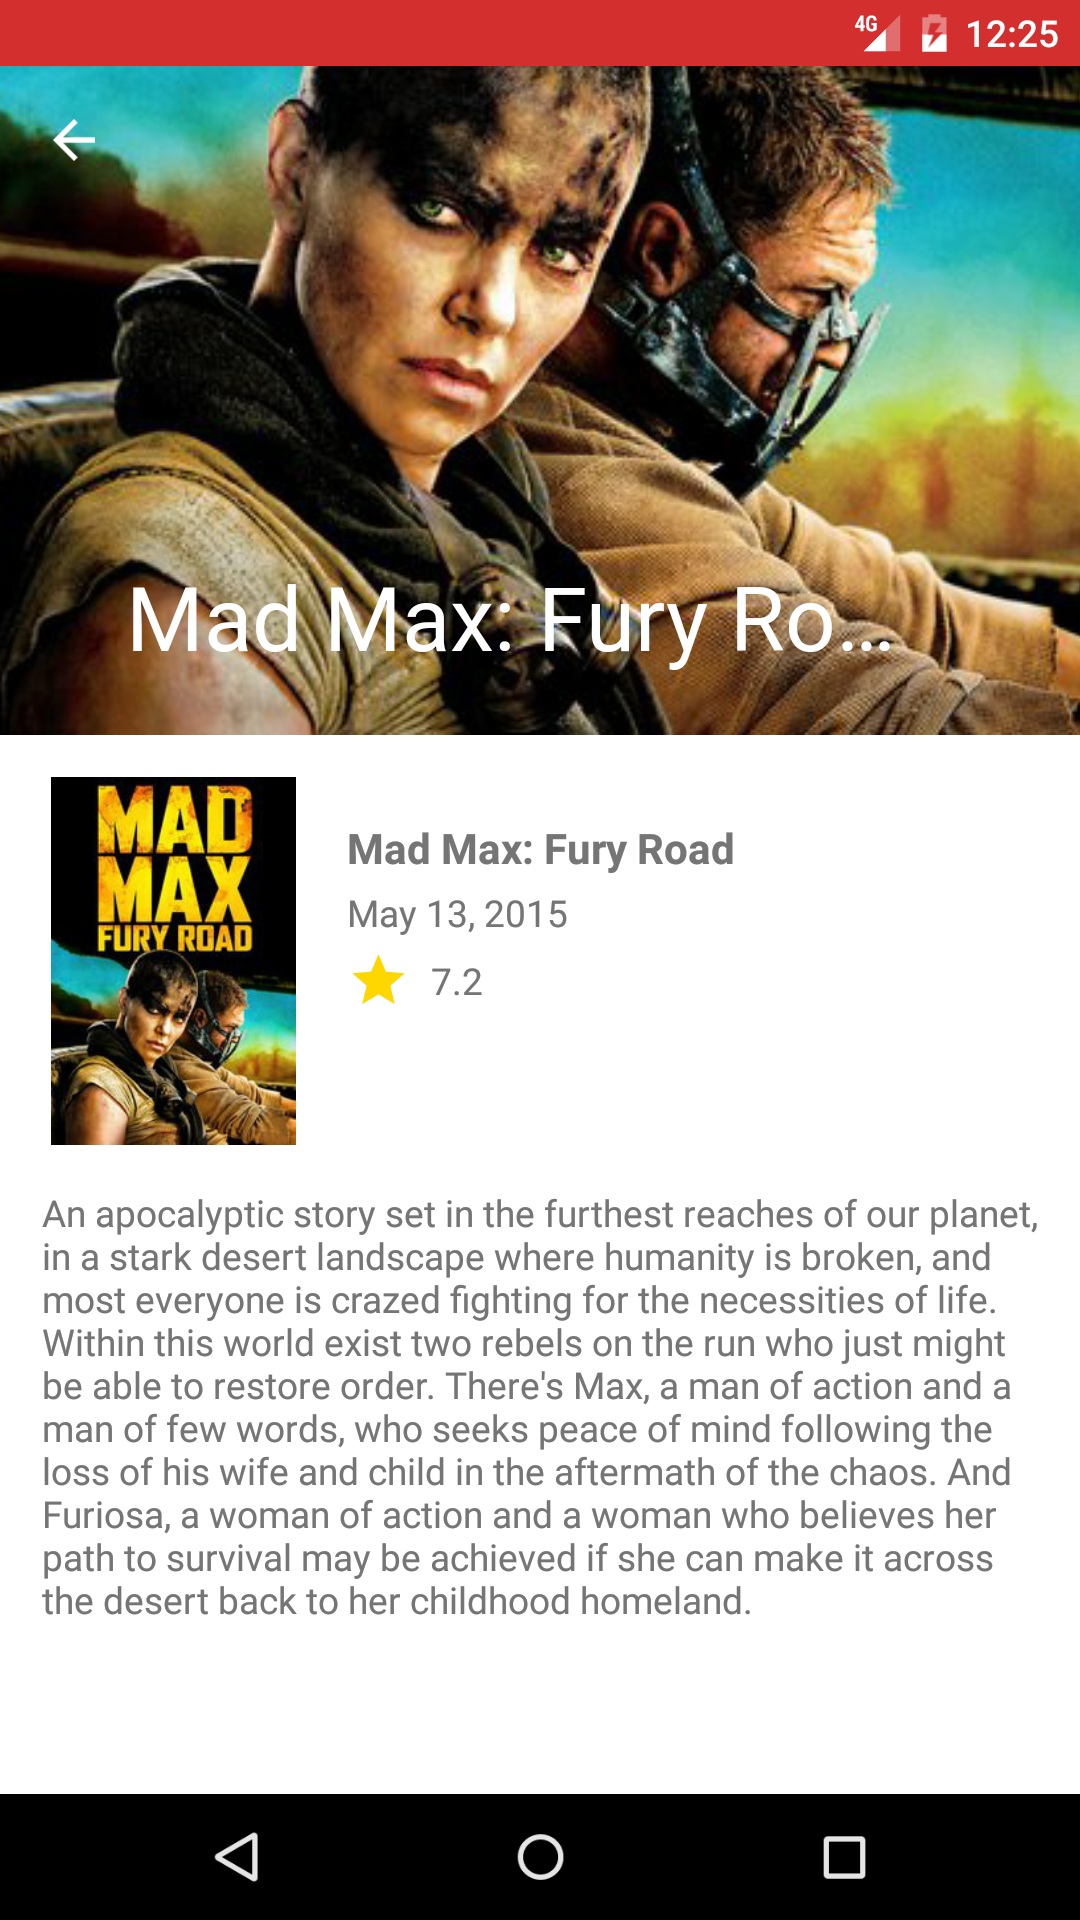 4G 12:25
Mad Max: Fury Ro...
MAD
MAX
FURY ROAD
Mad Max: Fury Road
May 13, 2015
7.2
An apocalyptic story set in the furthest reaches of our planet,
in a stark desert landscape where humanity is broken, and
most everyone is crazed fighting for the necessities of life.
Within this world exist two rebels on the run who just might
be able to restore order. There's Max, a man of action and a
man of few words, who seeks peace of mind following the
loss of his wife and child in the aftermath of the chaos. And
Furiosa, a woman of action and a woman who believes her
path to survival may be achieved if she can make it across
the desert back to her childhood homeland.